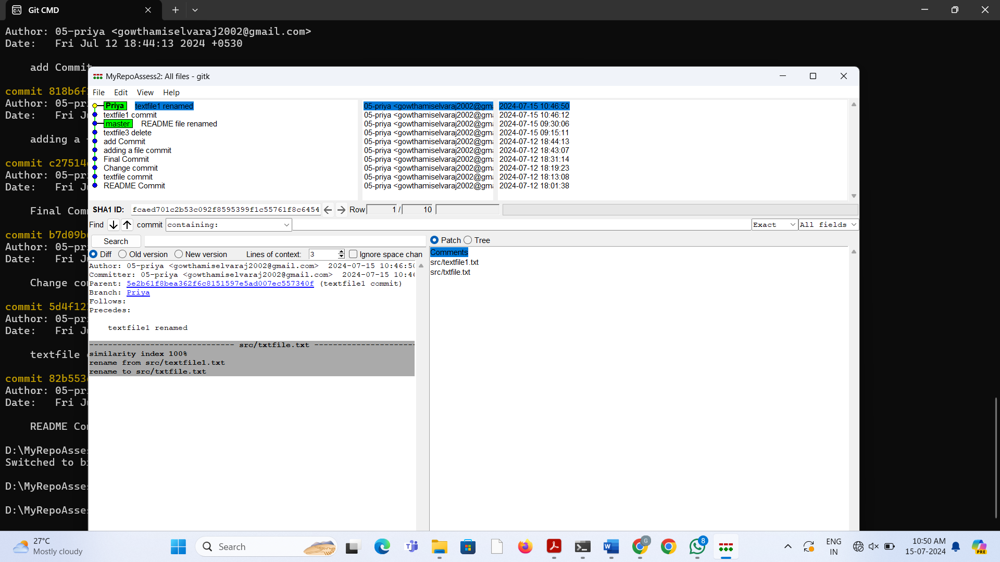 Git CMD
Author: 05-priya <gowthamiselvaraj2002@gmail.com>
Date:   Fri Jul 12 18:44:13 2024 +0530
add Commit
commit 818b6f
Author: 05-pr
Date:   Fri J
adding a
commit c27514
Author: 05-pr
Date:   Fri J
Final Com
commit b7d09b
Author: 05-pr
Date:   Fri J
Change co
commit 5d4f12
Author: 05-pr
Date:   Fri J
textfile
commit 82b553
Author: 05-pr
Date:   Fri J
README Co
D:\MyRepoAsse
Switched to b
D:\MyRepoAsse
D:\MyRepoAsse
MyRepoAssess2: All files - gitk
File Edit View Help
Priya textfile1 renamed 05-priya <gowthamiselvaraj2002@gm 2024-07-15 10:46:50
textfile1 commit 05-priya <gowthamiselvaraj2002@gm 2024-07-15 10:46:12
master README file renamed 05-priya <gowthamiselvaraj2002@gm 2024-07-15 09:30:06
textfile3 delete 05-priya <gowthamiselvaraj2002@gm 2024-07-15 09:15:11
add Commit 05-priya <gowthamiselvaraj2002@gm 2024-07-12 18:44:13
adding a file commit 05-priya <gowthamiselvaraj2002@gm 2024-07-12 18:43:07
Final Commit 05-priya <gowthamiselvaraj2002@gm 2024-07-12 18:31:14
Change commit 05-priya <gowthamiselvaraj2002@gm 2024-07-12 18:19:23
textfile commit 05-priya <gowthamiselvaraj2002@gm 2024-07-12 18:13:08
README Commit 05-priya <gowthamiselvaraj2002@gm 2024-07-12 18:01:38
SHA1 ID: fcaed701c2b53c092f8595399f1c55761f8c6454 Row 1 / 10
Find commit containing: Exact All fields
Search Patch Tree
Diff Old version New version Lines of context: 3 Ignore space chan
Comments
src/textfile1.txt
src/txtfile.txt
Author: 05-priya <gowthamiselvaraj2002@gmail.com>  2024-07-15 10:46:50
Committer: 05-priya <gowthamiselvaraj2002@gmail.com>  2024-07-15 10:46
Parent: 5e2b61f8bea362f6c8151597e5ad007ec557340f (textfile1 commit)
Branch: Priya
Follows:
Precedes:
textfile1 renamed
------------------------------- src/txtfile.txt ----------------------
similarity index 100%
rename from src/textfile1.txt
rename to src/txtfile.txt
27°C
Mostly cloudy
Search
G
8
ENG
IN
10:50 AM
15-07-2024
PRE